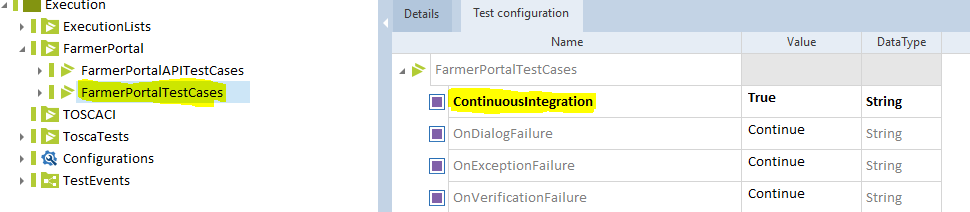 Execution
ExecutionLists
FarmerPortal
FarmerPortalAPITestCases
FarmerPortalTestCases
TOSCACI
ToscaTests
Configurations
TestEvents
Details Test configuration
Name Value DataType
FarmerPortalTestCases
ContinuousIntegration True String
OnDialogFailure Continue String
OnExceptionFailure Continue String
OnVerificationFailure Continue String